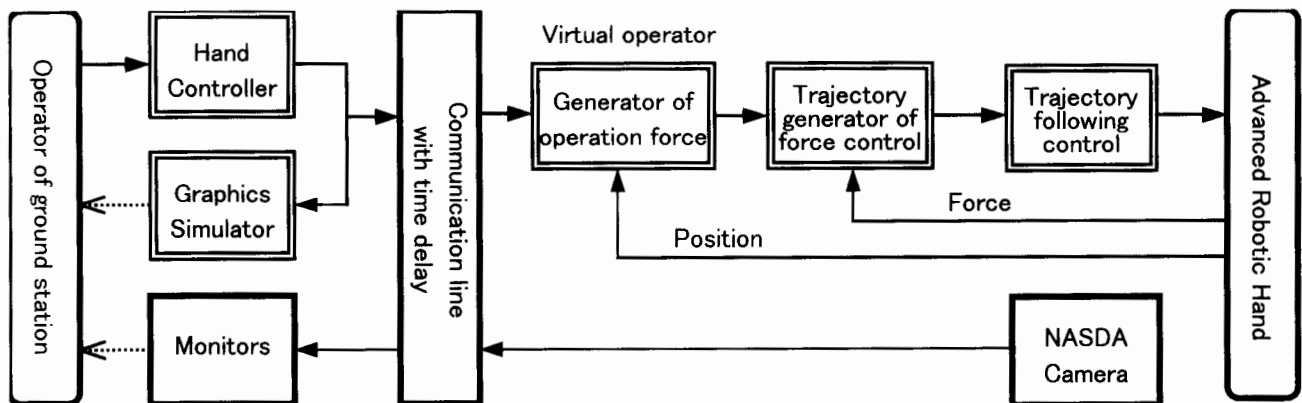 Operator of ground station
Hand
Controller
Graphics
Simulator
Monitors
Communication line
with time delay
Virtual operator
Generator of
operation force
Trajectory
generator of
force control
Trajectory
following
control
Force
Position
NASDA
Camera
Advanced Robotic Hand